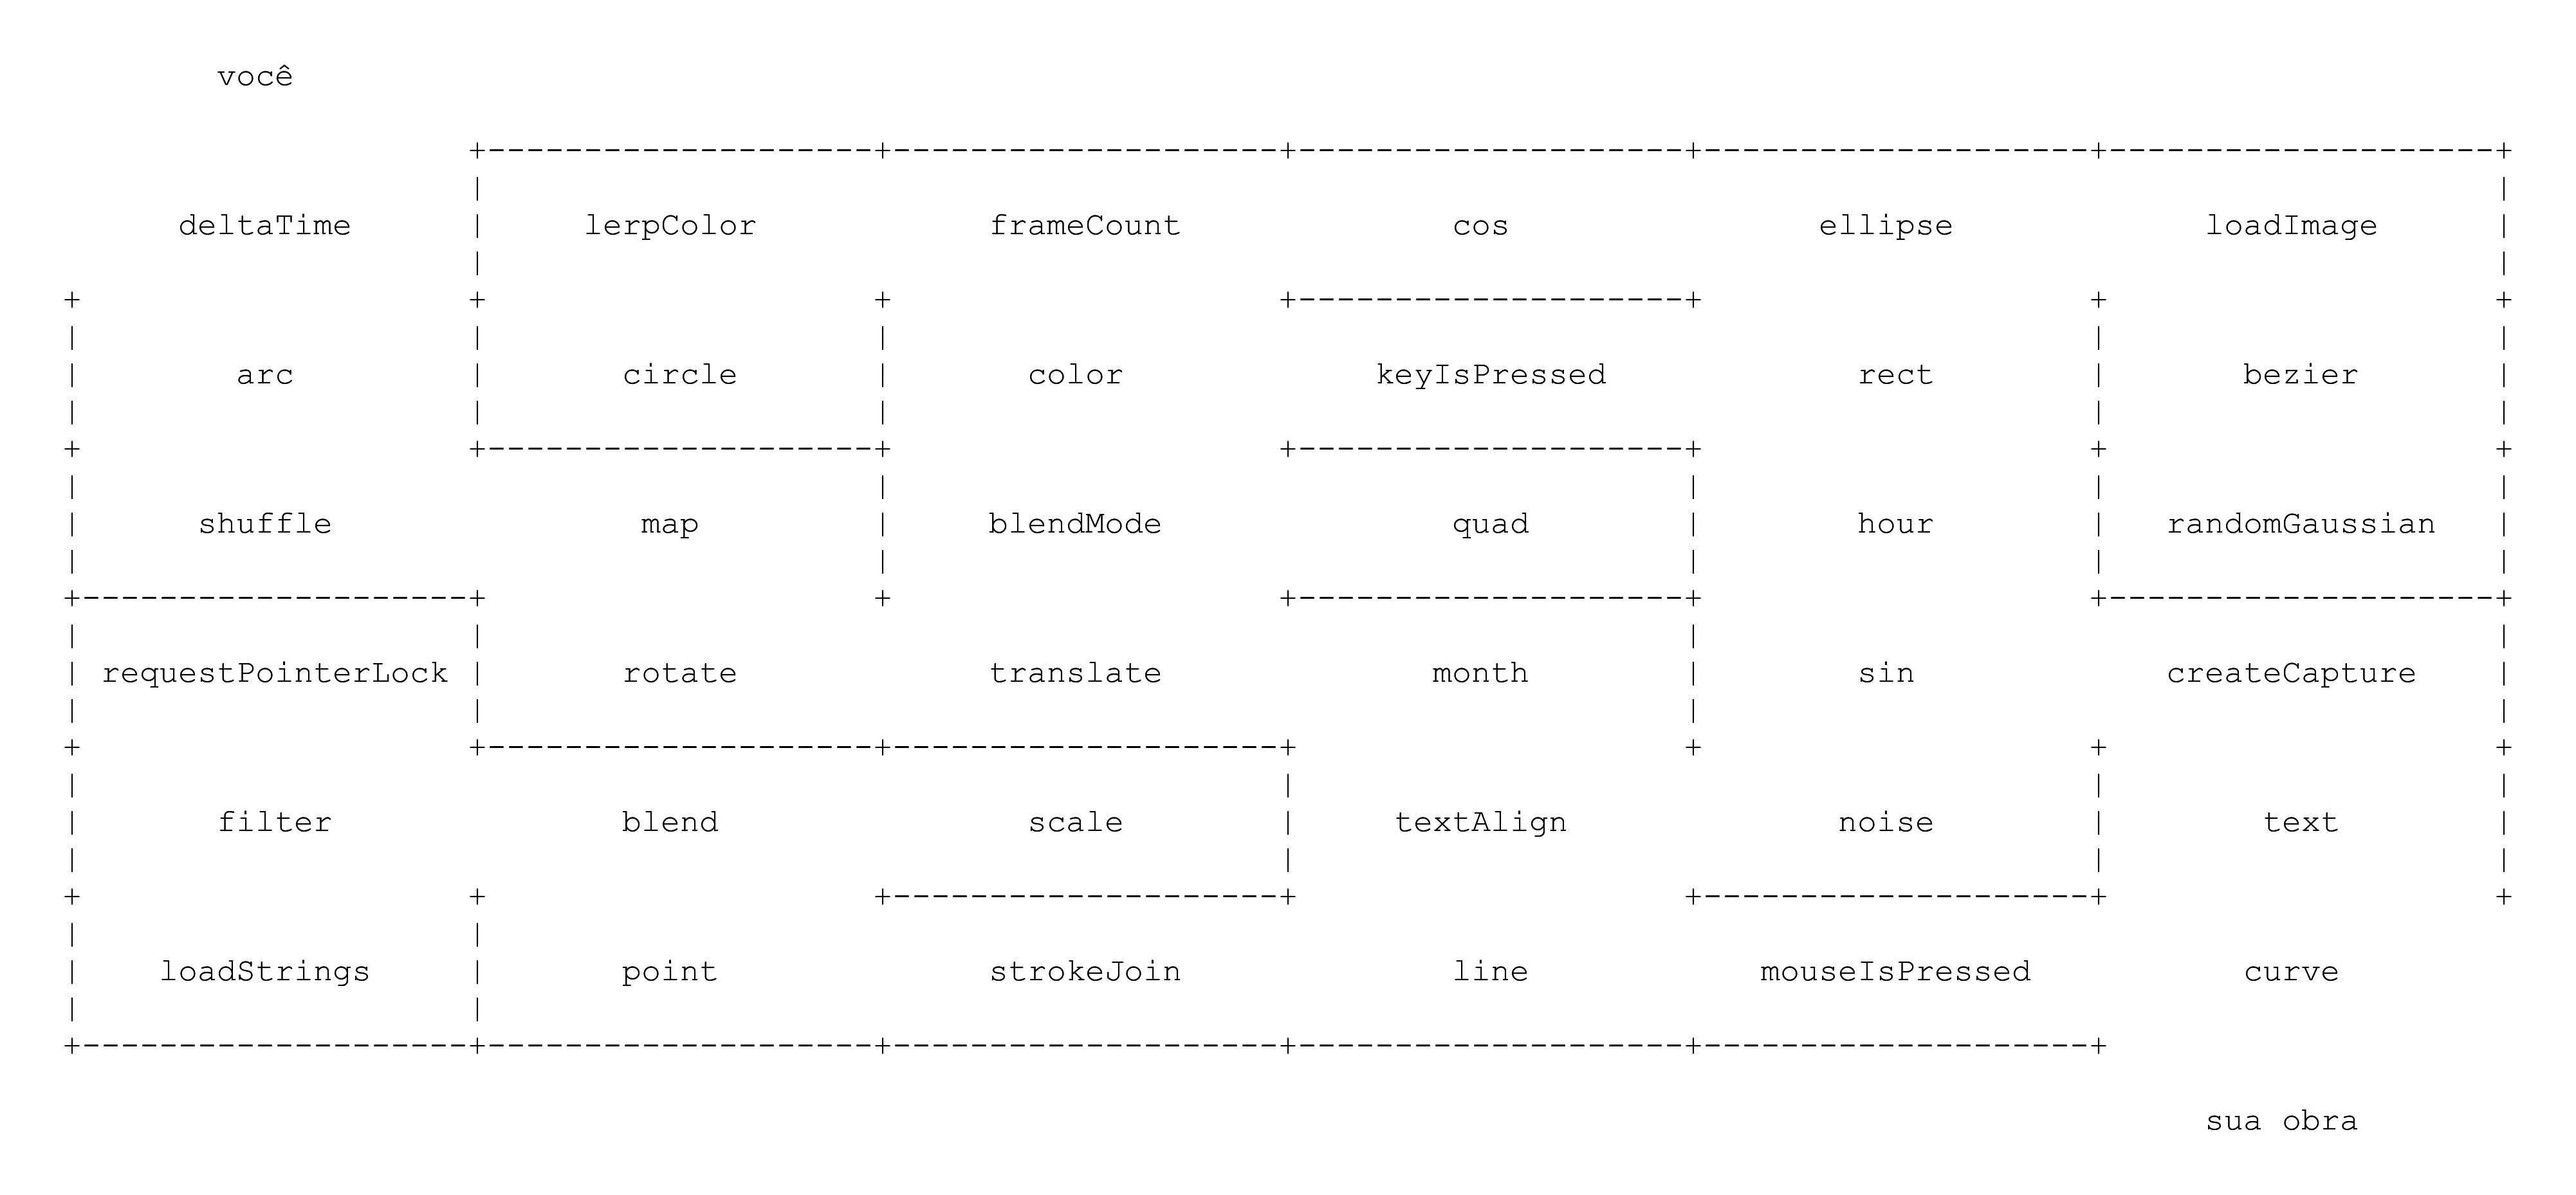 você
deltaTime lerpColor frameCount cos ellipse loadImage
arc circle color keyIsPressed rect bezier
shuffle map blendMode quad hour randomGaussian
requestPointerLock rotate translate month sin createCapture
filter blend scale textAlign noise text
loadStrings point strokeJoin line mouseIsPressed curve
sua obra